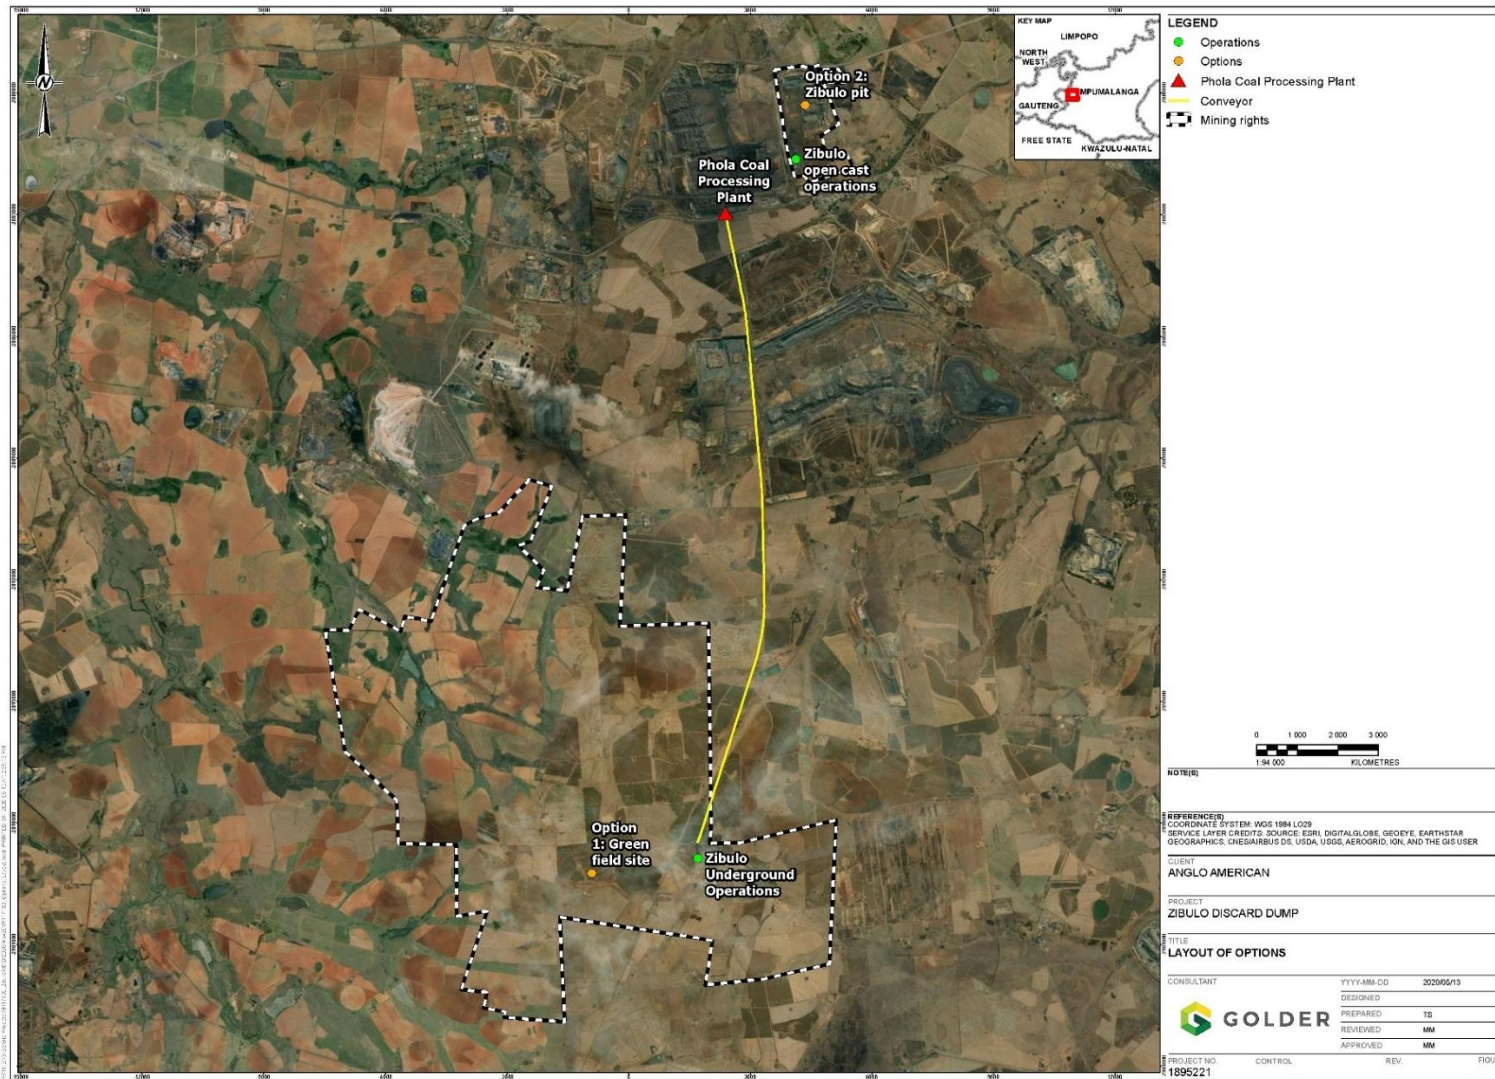 KEY MAP
LIMPOPO
NORTH
WEST
MPUMALANGA
GAUTENG
FREE STATE
KWAZULU-NATAL
Option 2:
Zibulo pit
Zibulo
open cast
operations
Phola Coal
Processing
Plant
Option
1: Green
field site
Zibulo
Underground
Operations
N
LEGEND
Operations
Options
Phola Coal Processing Plant
Conveyor
Mining rights
0 1 000 2 000 3 000
1:94 000 KILOMETRES
NOTE(S)
REFERENCE(S)
COORDINATE SYSTEM: WGS 1984 LO29
SERVICE LAYER CREDITS: SOURCE: ESRI, DIGITALGLOBE, GEOEYE, EARTHSTAR
GEOGRAPHICS, CNES/AIRBUS DS, USDA, USGS, AEROGRID, IGN, AND THE GIS USER
CLIENT
ANGLO AMERICAN
PROJECT
ZIBULO DISCARD DUMP
TITLE
LAYOUT OF OPTIONS
CONSULTANT
GOLDER
YYYY-MM-DD 2020/05/13
DESIGNED
PREPARED TS
REVIEWED MM
APPROVED MM
PROJECT NO. CONTROL REV.
1895221